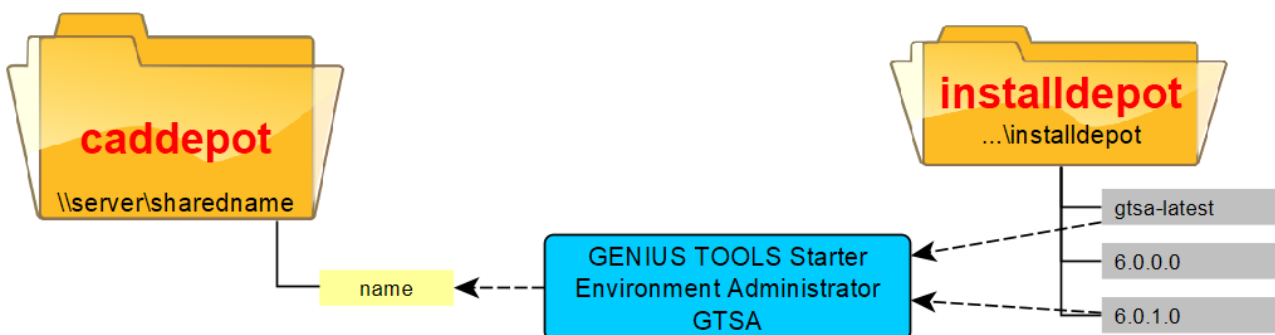 caddepot
\\server\sharedname
name
GENIUS TOOLS Starter
Environment Administrator
GTSA
installdepot
...\installdepot
gtsa-latest
6.0.0.0
6.0.1.0